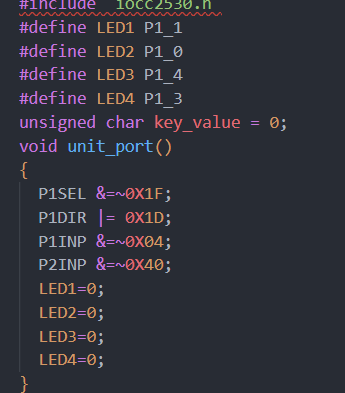 #include "iocc2530.h"
#define LED1 P1_1
#define LED2 P1_0
#define LED3 P1_4
#define LED4 P1_3
unsigned char key_value = 0;
void unit_port()
{
P1SEL &=~0X1F;
P1DIR |= 0X1D;
P1INP &=~0X04;
P2INP &=~0X40;
LED1=0;
LED2=0;
LED3=0;
LED4=0;
}